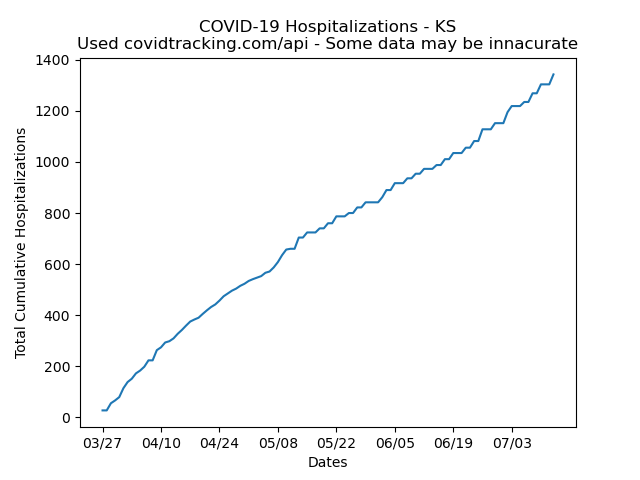 COVID-19 Hospitalizations - KS
Used covidtracking.com/api - Some data may be innacurate
Total Cumulative Hospitalizations
1400
1200
1000
800
600
400
200
0
03/27 04/10 04/24 05/08 05/22 06/05 06/19 07/03
Dates